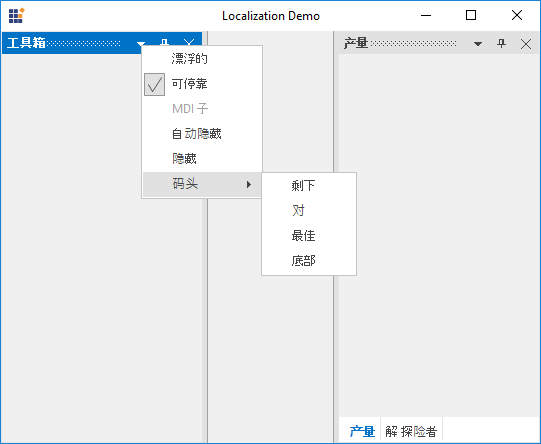 Localization Demo
工具箱
产量
漂浮的
可停靠
MDI 子
自动隐藏
隐藏
码头
剩下
对
最佳
底部
产量
解 探险者